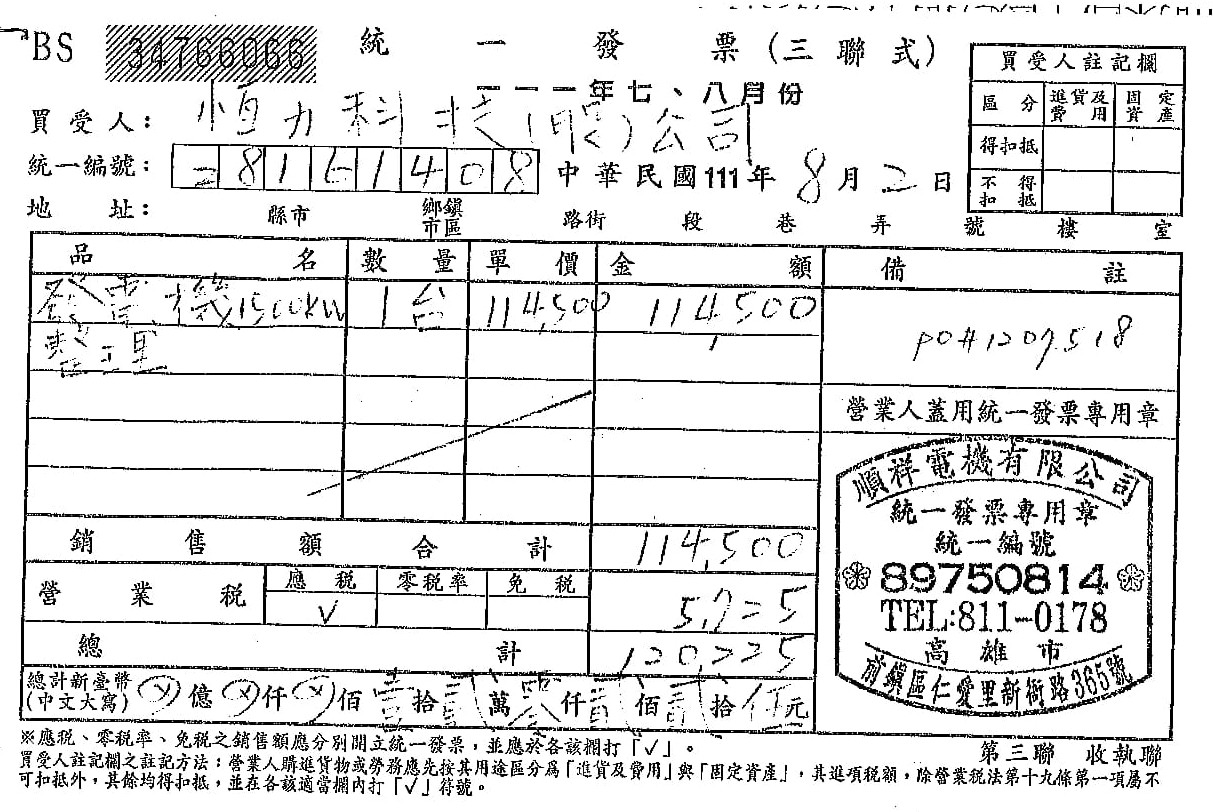 BS 34766066 統一發票(三聯式)
一一一年七、八月份
買受人: 恒力科技(股)公司
統一編號: 28161408 中華民國111年8月2日
地址: 縣市 鄉鎮市區 路街 段 巷 弄 號 樓 室
買受人註記欄
區分 進貨及費用 固定資產
得扣抵
不得扣抵
品名 數量 單價 金額 備註
發電機1500KW 1台 114,500 114,500 PO#1207518
整理
營業人蓋用統一發票專用章
順祥電機有限公司
統一發票專用章
統一編號
89750814
TEL:811-0178
高雄市
前鎮區仁愛里新衙路365號
銷售額合計 114,500
營業稅 應稅 零稅率 免稅
V 5,725
總計 120,225
總計新臺幣(中文大寫) ⓧ億ⓧ仟ⓧ佰壹拾貳萬零仟貳佰貳拾伍元
※應稅、零稅率、免稅之銷售額應分別開立統一發票,並應於各該欄打「√」。
第三聯 收執聯
買受人註記欄之註記方法:營業人購進貨物或勞務應先按其用途區分為「進貨及費用」與「固定資產」,其進項稅額,除營業稅法第十九條第一項屬不
可扣抵外,其餘均得扣抵,並在各該適當欄內打「√」符號。